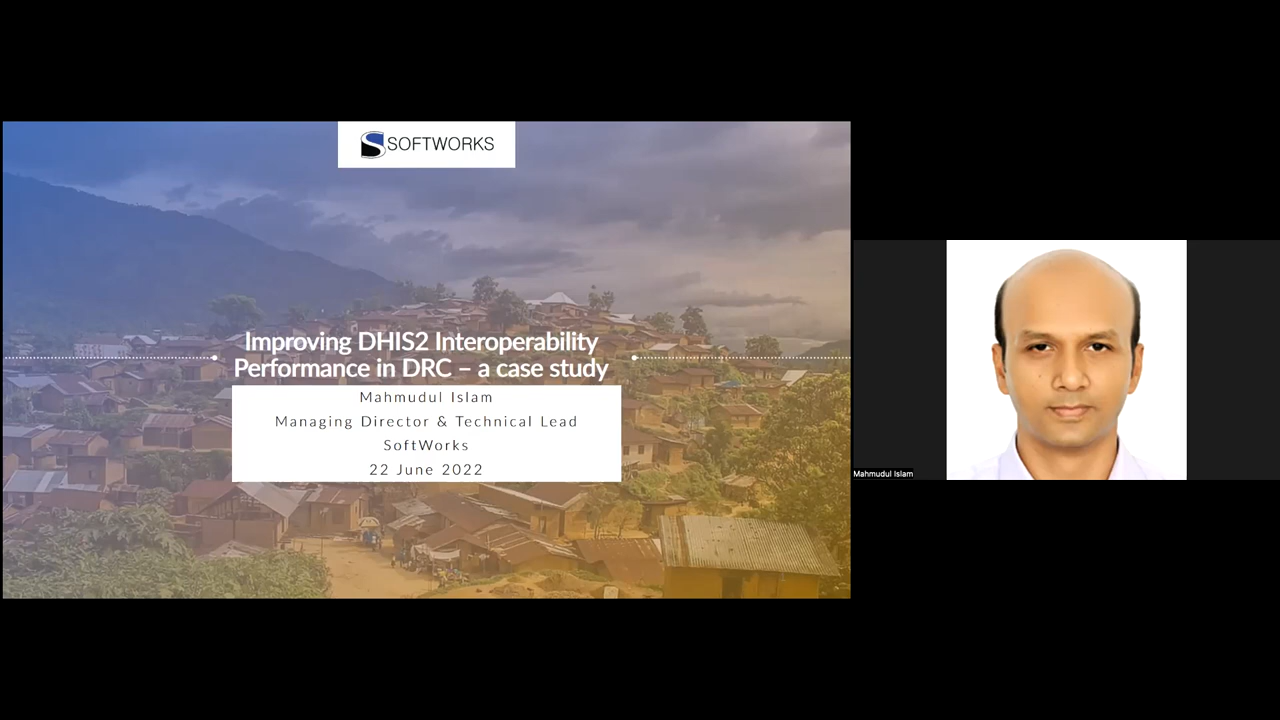 SOFTWORKS
Improving DHIS2 Interoperability
Performance in DRC – a case study
Mahmudul Islam
Managing Director & Technical Lead
SoftWorks
22 June 2022
Mahmudul Islam